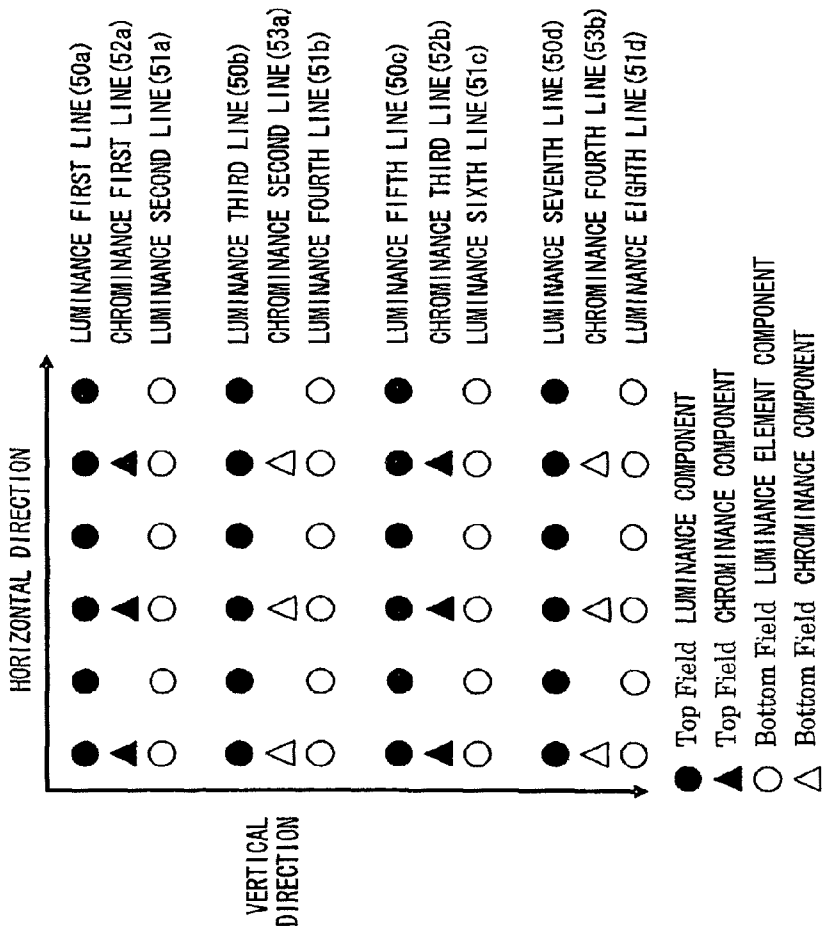 HORIZONTAL DIRECTION
VERTICAL
DIRECTION
LUMINANCE FIRST LINE(50a)
CHROMINANCE FIRST LINE(52a)
LUMINANCE SECOND LINE(51a)
LUMINANCE THIRD LINE(50b)
CHROMINANCE SECOND LINE(53a)
LUMINANCE FOURTH LINE(51b)
LUMINANCE FIFTH LINE(50c)
CHROMINANCE THIRD LINE(52b)
LUMINANCE SIXTH LINE(51c)
LUMINANCE SEVENTH LINE(50d)
CHROMINANCE FOURTH LINE(53b)
LUMINANCE EIGHTH LINE(51d)
Top Field LUMINANCE COMPONENT
Top Field CHROMINANCE COMPONENT
Bottom Field LUMINANCE ELEMENT COMPONENT
Bottom Field CHROMINANCE COMPONENT